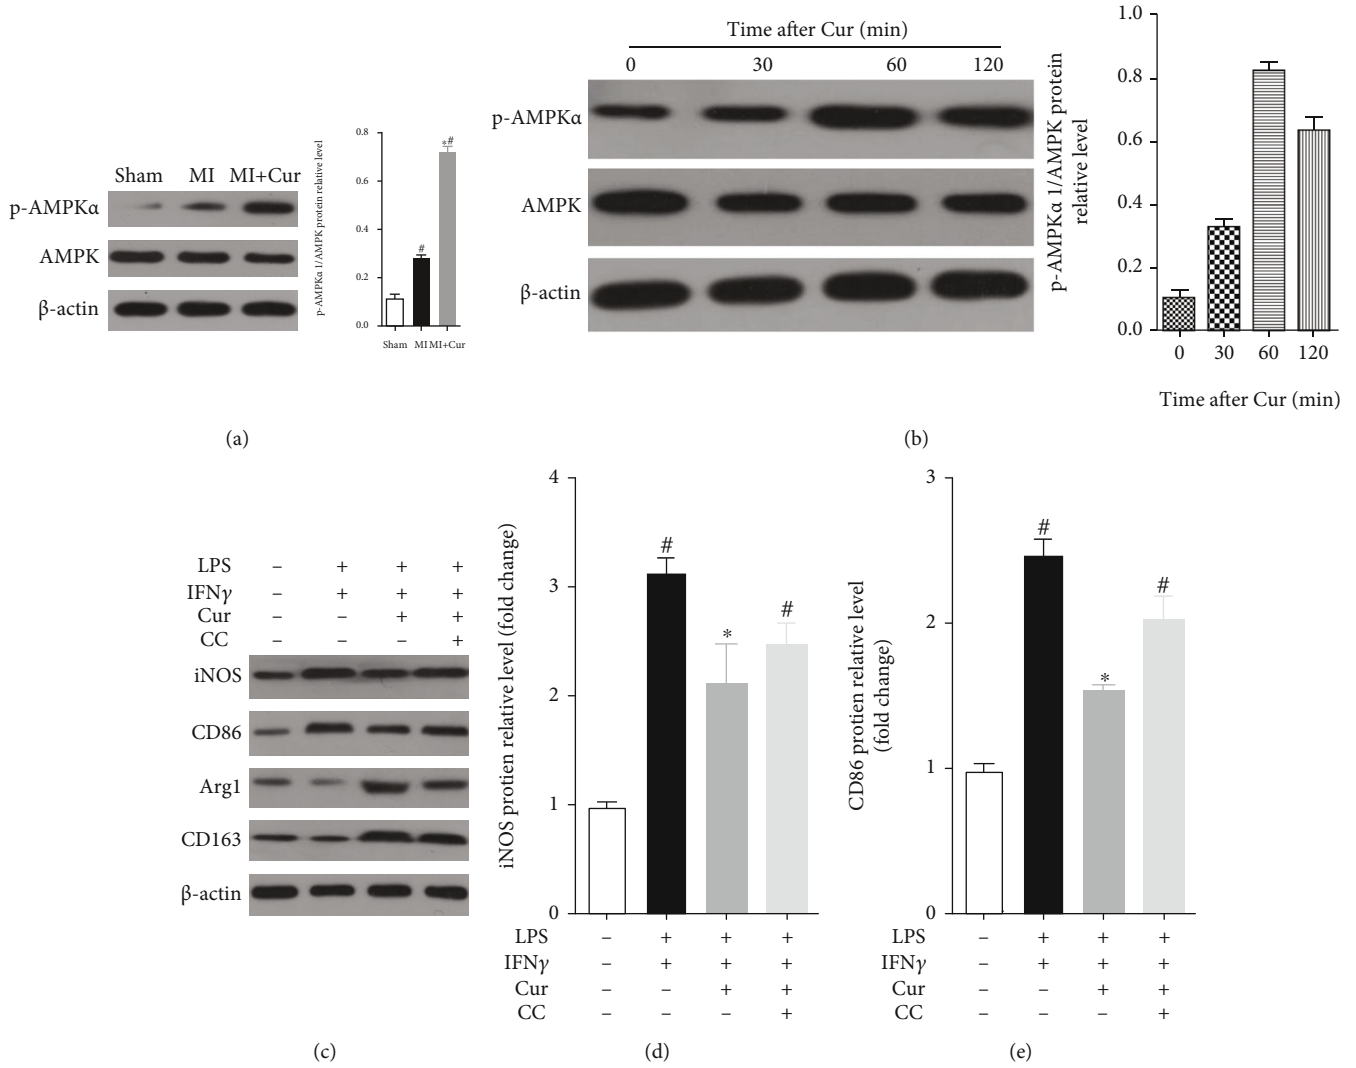 Sham MI MI+Cur
p-AMPKα
AMPK
β-actin
p-AMPKα 1/AMPK protein relative level
0.8
0.6
0.4
0.2
0.0
#
*#
Sham MI MI+Cur
(a)
Time after Cur (min)
0 30 60 120
p-AMPKα
AMPK
β-actin
p-AMPKα 1/AMPK protein
relative level
1.0
0.8
0.6
0.4
0.2
0.0
0 30 60 120
Time after Cur (min)
(b)
LPS – + + +
IFNγ – + + +
Cur – – + +
CC – – – +
iNOS
CD86
Arg1
CD163
β-actin
(c)
iNOS protien relative level (fold change)
4
3
2
1
0
#
*
#
LPS – + + +
IFNγ – + + +
Cur – – + +
CC – – – +
(d)
CD86 protien relative level
(fold change)
3
2
1
0
#
*
#
LPS – + + +
IFNγ – + + +
Cur – – + +
CC – – – +
(e)